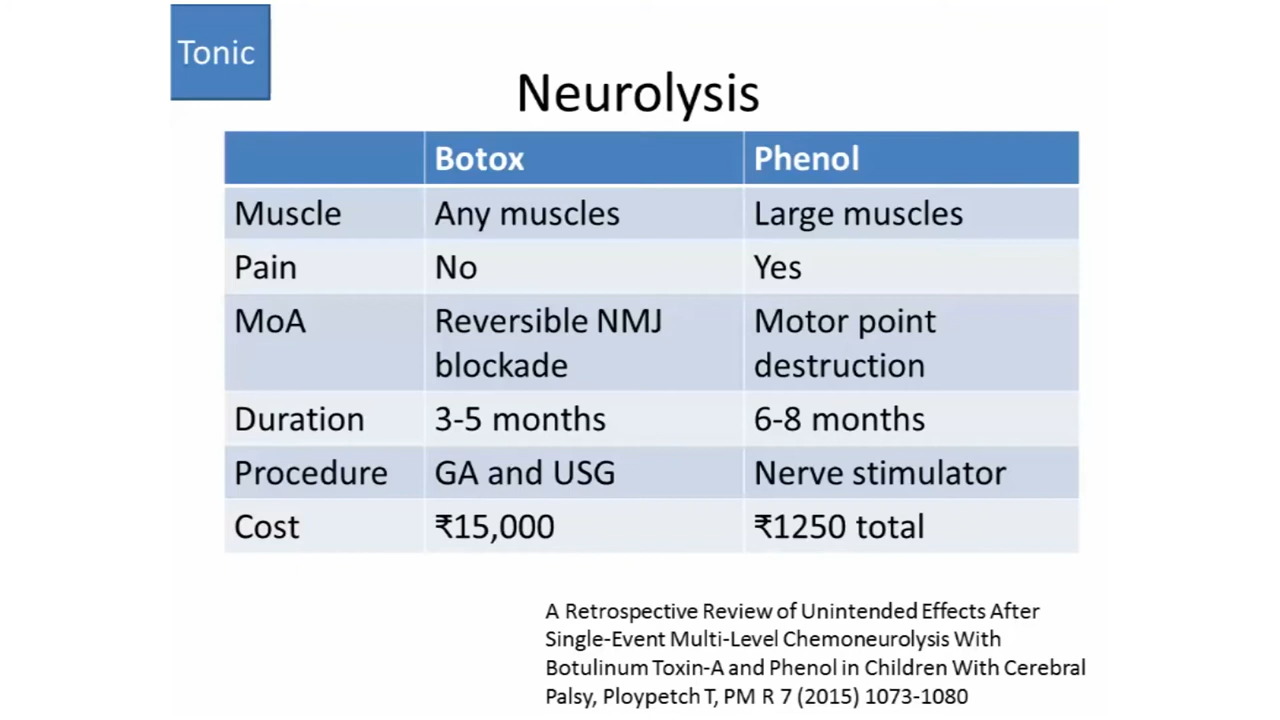 Tonic
Neurolysis
Botox Phenol
Muscle Any muscles Large muscles
Pain No Yes
MoA Reversible NMJ Motor point
blockade destruction
Duration 3-5 months 6-8 months
Procedure GA and USG Nerve stimulator
Cost ₹15,000 ₹1250 total
A Retrospective Review of Unintended Effects After
Single-Event Multi-Level Chemoneurolysis With
Botulinum Toxin-A and Phenol in Children With Cerebral
Palsy, Ploypetch T, PM R 7 (2015) 1073-1080